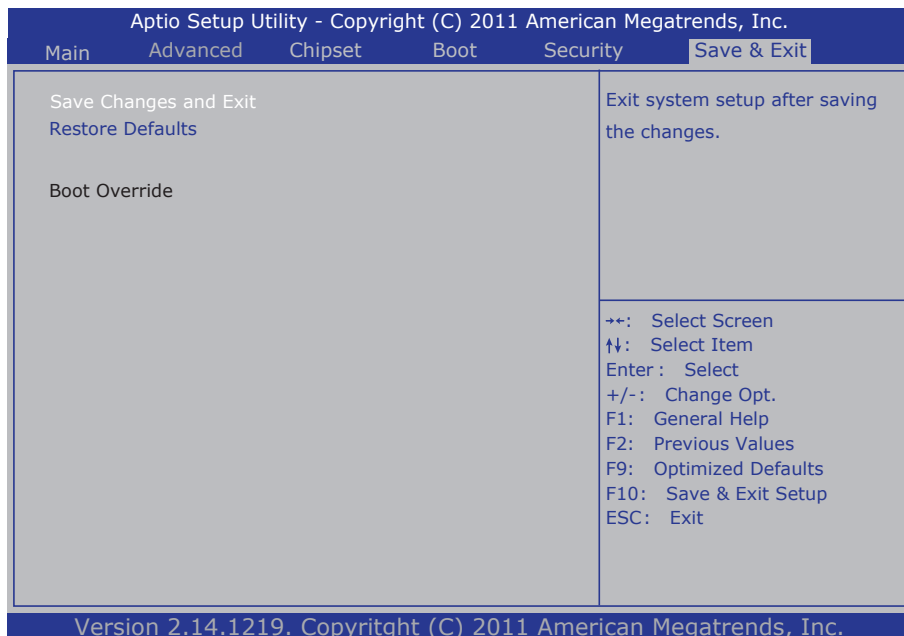 Aptio Setup Utility - Copyright (C) 2011 American Megatrends, Inc.
Main Advanced Chipset Boot Security Save & Exit
Save Changes and Exit
Restore Defaults
Boot Override
Exit system setup after saving
the changes.
→←: Select Screen
↑↓: Select Item
Enter : Select
+/-: Change Opt.
F1: General Help
F2: Previous Values
F9: Optimized Defaults
F10: Save & Exit Setup
ESC: Exit
Version 2.14.1219. Copyritght (C) 2011 American Megatrends, Inc.